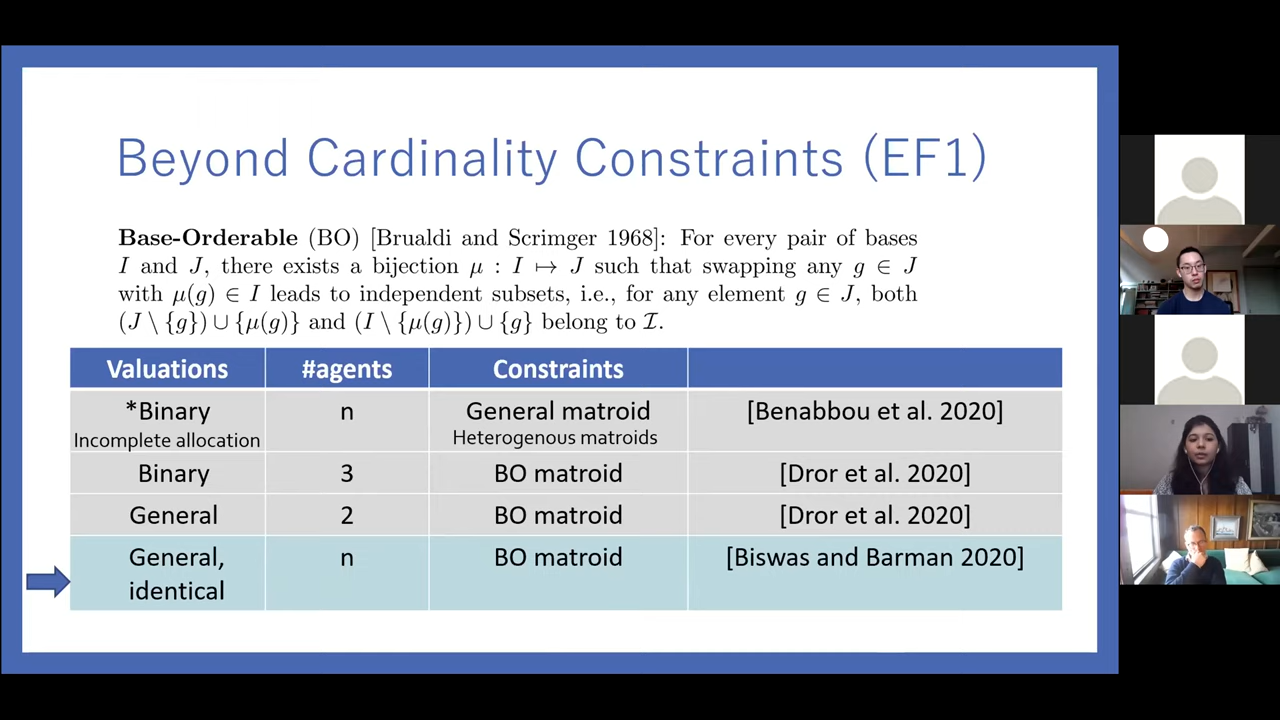 Beyond Cardinality Constraints (EF1)
Base-Orderable (BO) [Brualdi and Scrimger 1968]: For every pair of bases
I and J, there exists a bijection μ : I ↦ J such that swapping any g ∈ J
with μ(g) ∈ I leads to independent subsets, i.e., for any element g ∈ J, both
(J \ {g}) ∪ {μ(g)} and (I \ {μ(g)}) ∪ {g} belong to ℐ.
Valuations #agents Constraints
*Binary n General matroid [Benabbou et al. 2020]
Incomplete allocation Heterogenous matroids
Binary 3 BO matroid [Dror et al. 2020]
General 2 BO matroid [Dror et al. 2020]
General, n BO matroid [Biswas and Barman 2020]
identical